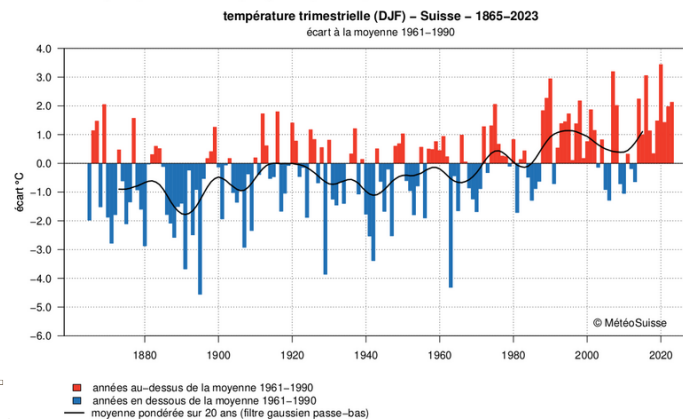 température trimestrielle (DJF) − Suisse − 1865−2023
écart à la moyenne 1961−1990
4.0
3.0
2.0
1.0
0.0
−1.0
−2.0
−3.0
−4.0
−5.0
−6.0
écart °C
© MétéoSuisse
1880 1900 1920 1940 1960 1980 2000 2020
années au−dessus de la moyenne 1961−1990
années en dessous de la moyenne 1961−1990
moyenne pondérée sur 20 ans (filtre gaussien passe−bas)